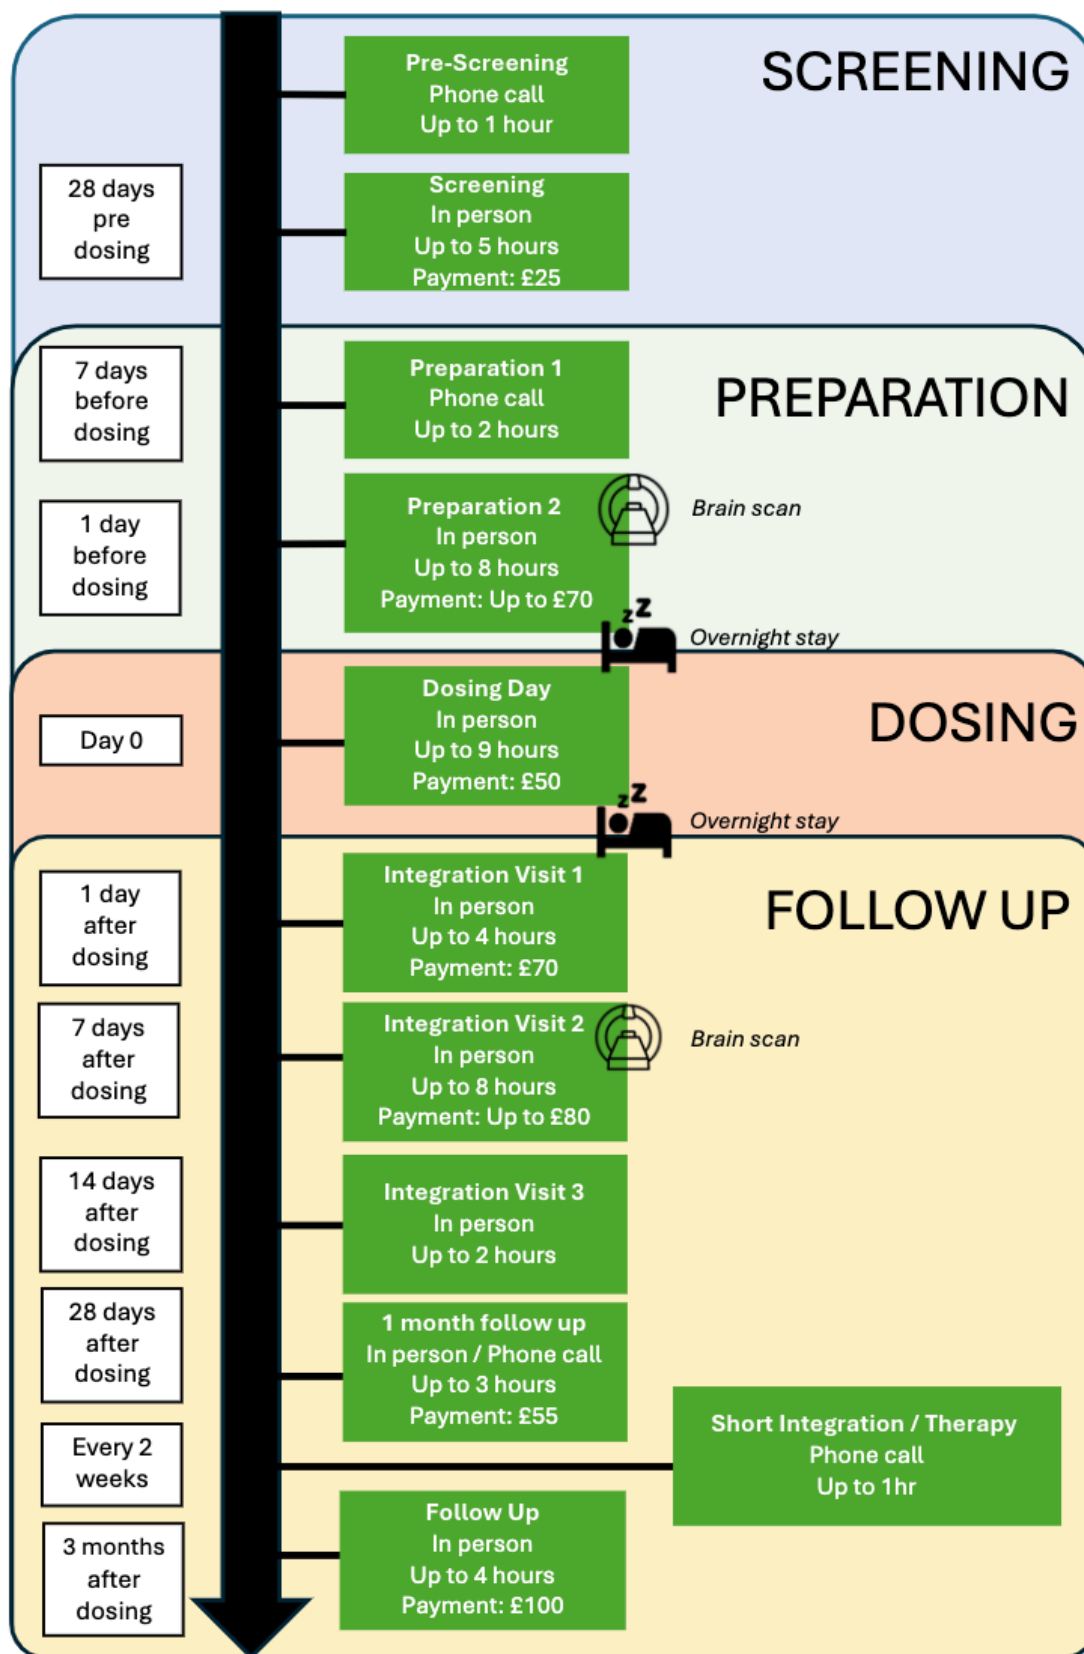 SCREENING
Pre-Screening
Phone call
Up to 1 hour
28 days
pre
dosing
Screening
In person
Up to 5 hours
Payment: £25
PREPARATION
7 days
before
dosing
Preparation 1
Phone call
Up to 2 hours
1 day
before
dosing
Preparation 2
In person
Up to 8 hours
Payment: Up to £70
Brain scan
zZ
Overnight stay
DOSING
Day 0
Dosing Day
In person
Up to 9 hours
Payment: £50
zZ
Overnight stay
FOLLOW UP
1 day
after
dosing
Integration Visit 1
In person
Up to 4 hours
Payment: £70
7 days
after
dosing
Integration Visit 2
In person
Up to 8 hours
Payment: Up to £80
Brain scan
14 days
after
dosing
Integration Visit 3
In person
Up to 2 hours
28 days
after
dosing
1 month follow up
In person / Phone call
Up to 3 hours
Payment: £55
Every 2
weeks
Short Integration / Therapy
Phone call
Up to 1hr
3 months
after
dosing
Follow Up
In person
Up to 4 hours
Payment: £100